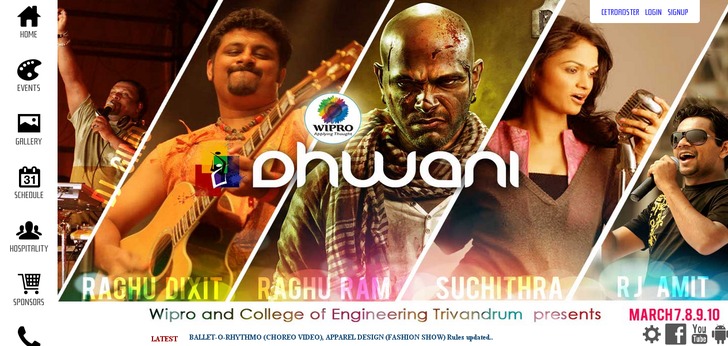 CETROFOSTER LOGIN SIGNUP
HOME
EVENTS
GALLERY
31
SCHEDULE
HOSPITALITY
SPONSORS
WIPRO
Applying Thought
DHWANI
RAGHU DIXIT RAGHU RAM SUCHITHRA RJ AMIT
Wipro and College of Engineering Trivandrum presents
MARCH 7.8.9.10
LATEST BALLET-O-RHYTHMO (CHOREO VIDEO), APPAREL DESIGN (FASHION SHOW) Rules updated..
f You Tube